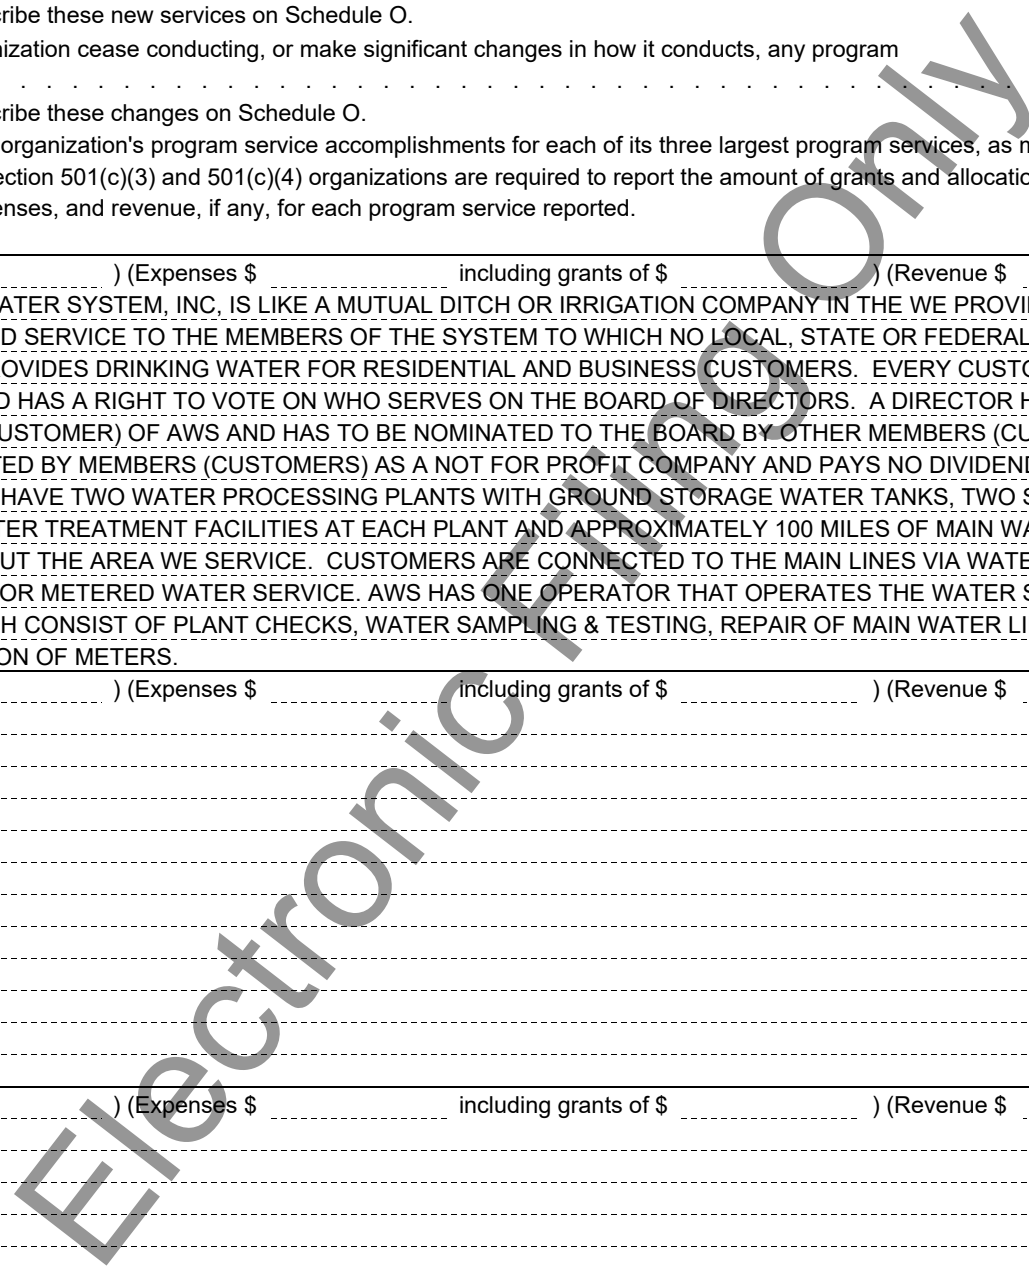 cribe these new services on Schedule O.
nization cease conducting, or make significant changes in how it conducts, any program
. . . . . . . . . . . . . . . . . . . . . . . . . . . . . . . . . . . . . . .
cribe these changes on Schedule O.
organization's program service accomplishments for each of its three largest program services, as m
ection 501(c)(3) and 501(c)(4) organizations are required to report the amount of grants and allocatio
enses, and revenue, if any, for each program service reported.
) (Expenses $ including grants of $ ) (Revenue $
ATER SYSTEM, INC, IS LIKE A MUTUAL DITCH OR IRRIGATION COMPANY IN THE WE PROVI
D SERVICE TO THE MEMBERS OF THE SYSTEM TO WHICH NO LOCAL, STATE OR FEDERAL
OVIDES DRINKING WATER FOR RESIDENTIAL AND BUSINESS CUSTOMERS.  EVERY CUSTO
D HAS A RIGHT TO VOTE ON WHO SERVES ON THE BOARD OF DIRECTORS.  A DIRECTOR H
USTOMER) OF AWS AND HAS TO BE NOMINATED TO THE BOARD BY OTHER MEMBERS (CU
TED BY MEMBERS (CUSTOMERS) AS A NOT FOR PROFIT COMPANY AND PAYS NO DIVIDEND
HAVE TWO WATER PROCESSING PLANTS WITH GROUND STORAGE WATER TANKS, TWO S
TER TREATMENT FACILITIES AT EACH PLANT AND APPROXIMATELY 100 MILES OF MAIN WA
UT THE AREA WE SERVICE.  CUSTOMERS ARE CONNECTED TO THE MAIN LINES VIA WATE
OR METERED WATER SERVICE. AWS HAS ONE OPERATOR THAT OPERATES THE WATER S
H CONSIST OF PLANT CHECKS, WATER SAMPLING & TESTING, REPAIR OF MAIN WATER LI
ON OF METERS.
) (Expenses $ including grants of $ ) (Revenue $
) (Expenses $ including grants of $ ) (Revenue $
Electronic Filing Only